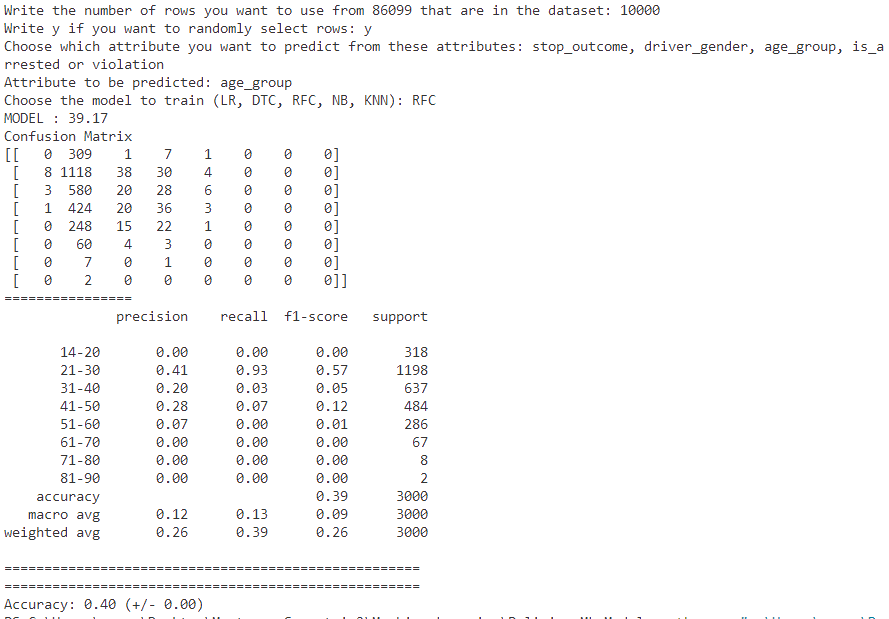 Write the number of rows you want to use from 86099 that are in the dataset: 10000
Write y if you want to randomly select rows: y
Choose which attribute you want to predict from these attributes: stop_outcome, driver_gender, age_group, is_a
rrested or violation
Attribute to be predicted: age_group
Choose the model to train (LR, DTC, RFC, NB, KNN): RFC
MODEL : 39.17
Confusion Matrix
[[   0  309    1    7    1    0    0    0]
 [   8 1118   38   30    4    0    0    0]
 [   3  580   20   28    6    0    0    0]
 [   1  424   20   36    3    0    0    0]
 [   0  248   15   22    1    0    0    0]
 [   0   60    4    3    0    0    0    0]
 [   0    7    0    1    0    0    0    0]
 [   0    2    0    0    0    0    0    0]]
================
              precision    recall  f1-score   support
       14-20       0.00      0.00      0.00       318
       21-30       0.41      0.93      0.57      1198
       31-40       0.20      0.03      0.05       637
       41-50       0.28      0.07      0.12       484
       51-60       0.07      0.00      0.01       286
       61-70       0.00      0.00      0.00        67
       71-80       0.00      0.00      0.00         8
       81-90       0.00      0.00      0.00         2
    accuracy                           0.39      3000
   macro avg       0.12      0.13      0.09      3000
weighted avg       0.26      0.39      0.26      3000
====================================================
====================================================
Accuracy: 0.40 (+/- 0.00)